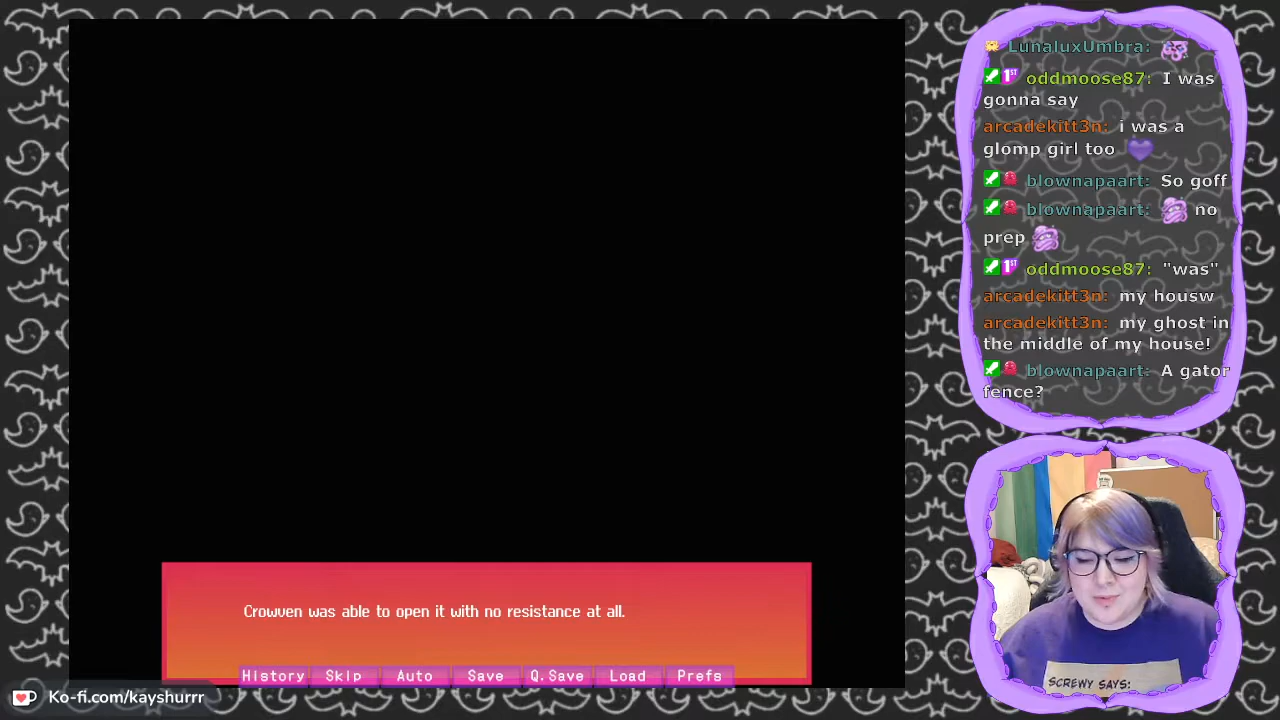 LunaluxUmbra:
1ST oddmoose87: I was
gonna say
arcadekitt3n: i was a
glomp girl too
blownapaart: So goff
blownapaart: no
prep
1ST oddmoose87: "was"
arcadekitt3n: my housw
arcadekitt3n: my ghost in
the middle of my house!
blownapaart: A gator
fence?
Crowven was able to open it with no resistance at all.
History Skip Auto Save Q.Save Load Prefs
SCREWY SAYS:
Ko-fi.com/kayshurrr